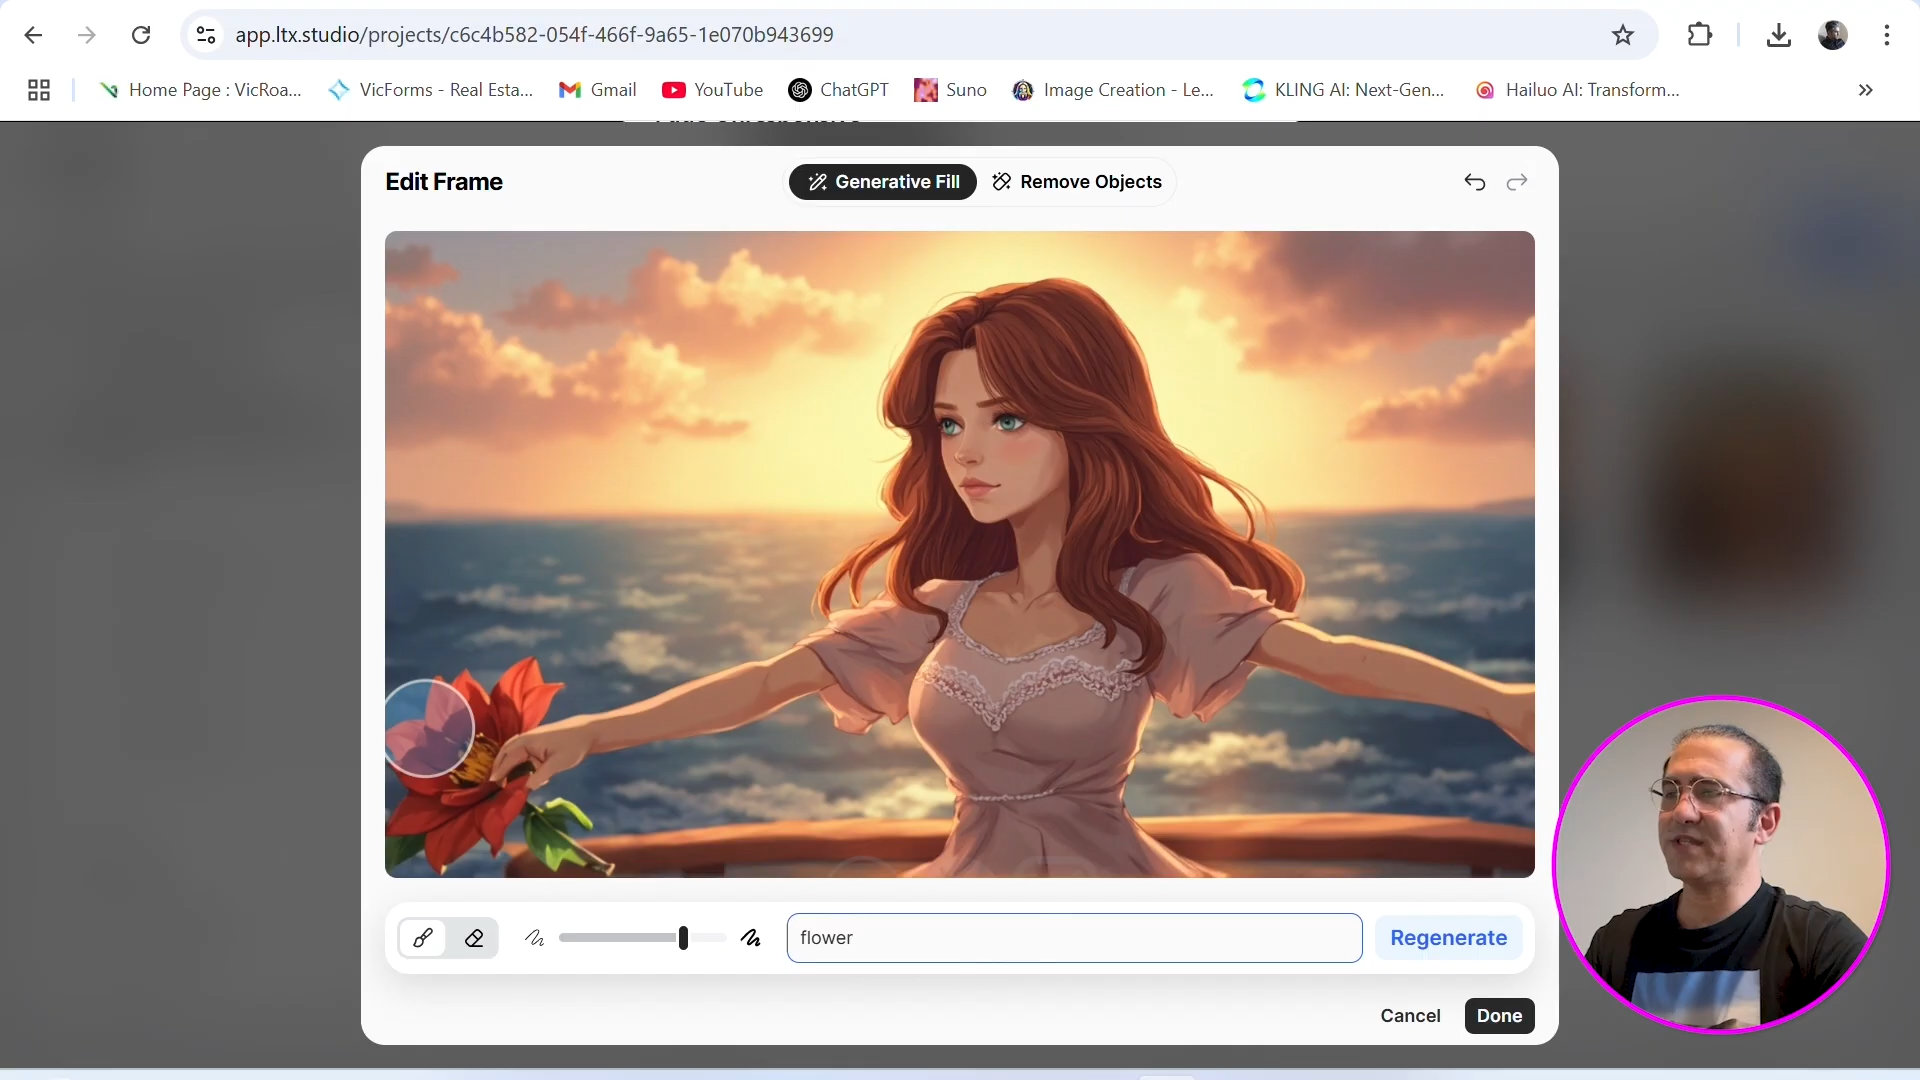 app.ltx.studio/projects/c6c4b582-054f-466f-9a65-1e070b943699
Home Page : VicRoa... VicForms - Real Esta... Gmail YouTube ChatGPT Suno Image Creation - Le... KLING AI: Next-Gen... Hailuo AI: Transform...
Edit Frame
Generative Fill
Remove Objects
flower
Regenerate
Cancel
Done